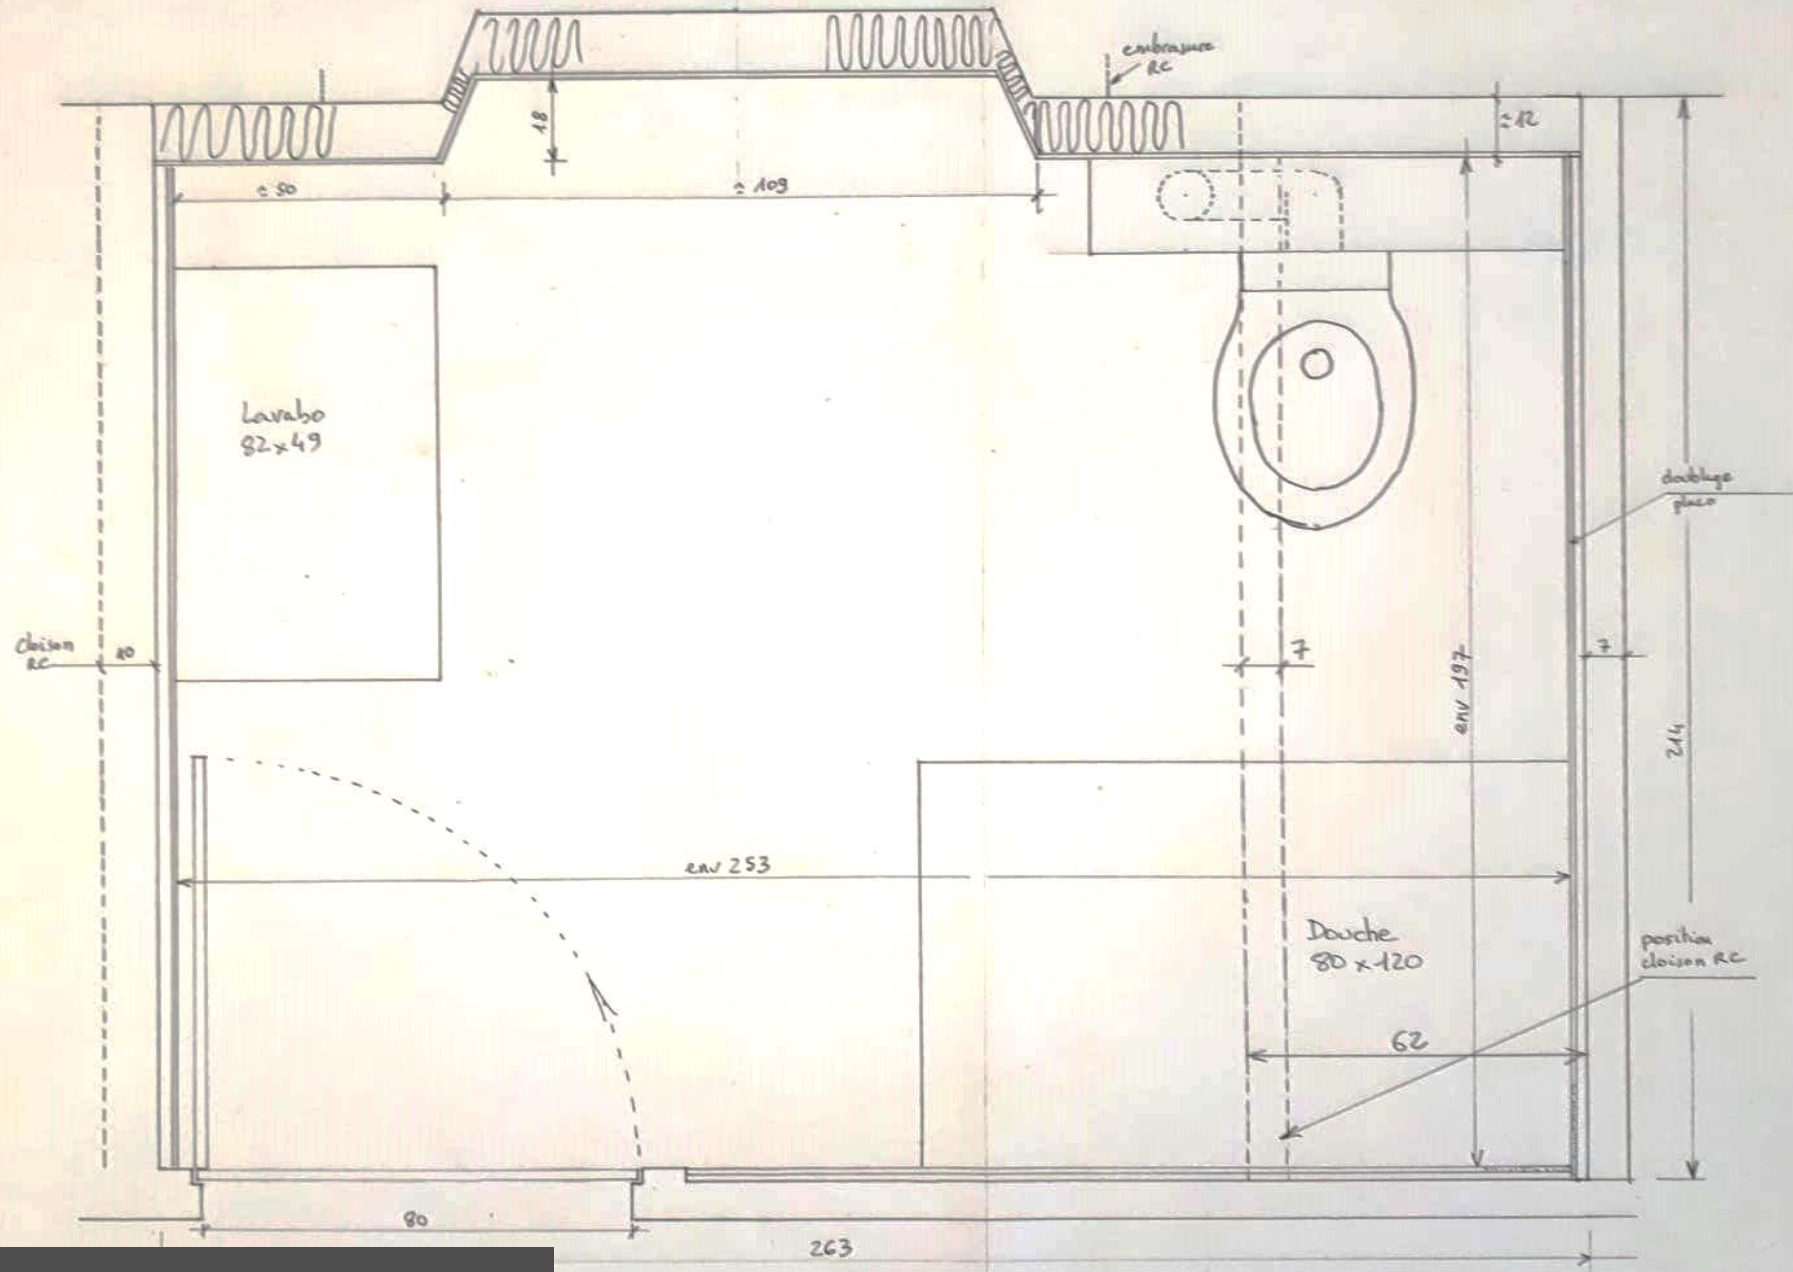 embrasure
RC
18
≃ 12
≃ 50
≃ 109
Lavabo
82x49
doublage
placo
Cloison
RC
10
7
7
env 197
214
env 253
Douche
80 x 120
position
cloison RC
62
80
263